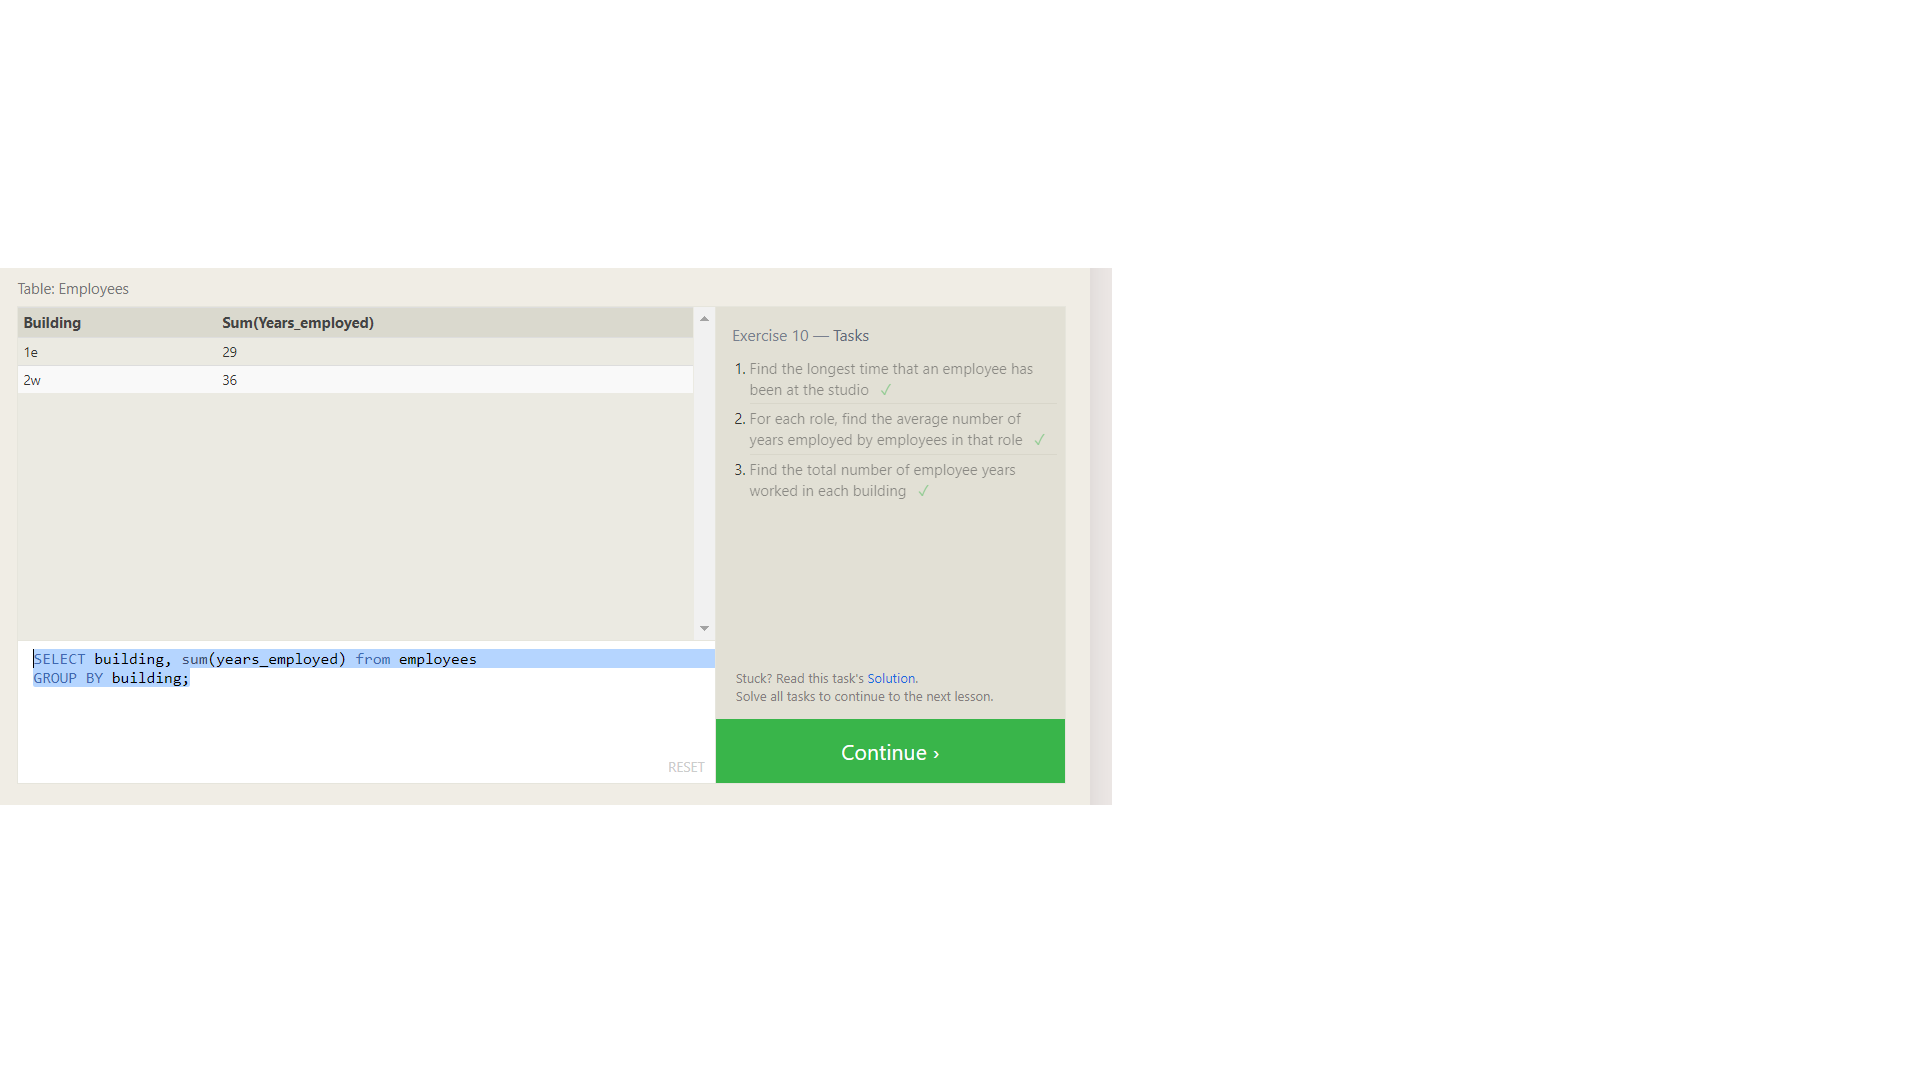 Table: Employees
Building Sum(Years_employed)
1e 29
2w 36
SELECT building, sum(years_employed) from employees
GROUP BY building;
RESET
Exercise 10 — Tasks
1. Find the longest time that an employee has
been at the studio ✓
2. For each role, find the average number of
years employed by employees in that role ✓
3. Find the total number of employee years
worked in each building ✓
Stuck? Read this task's Solution.
Solve all tasks to continue to the next lesson.
Continue ›